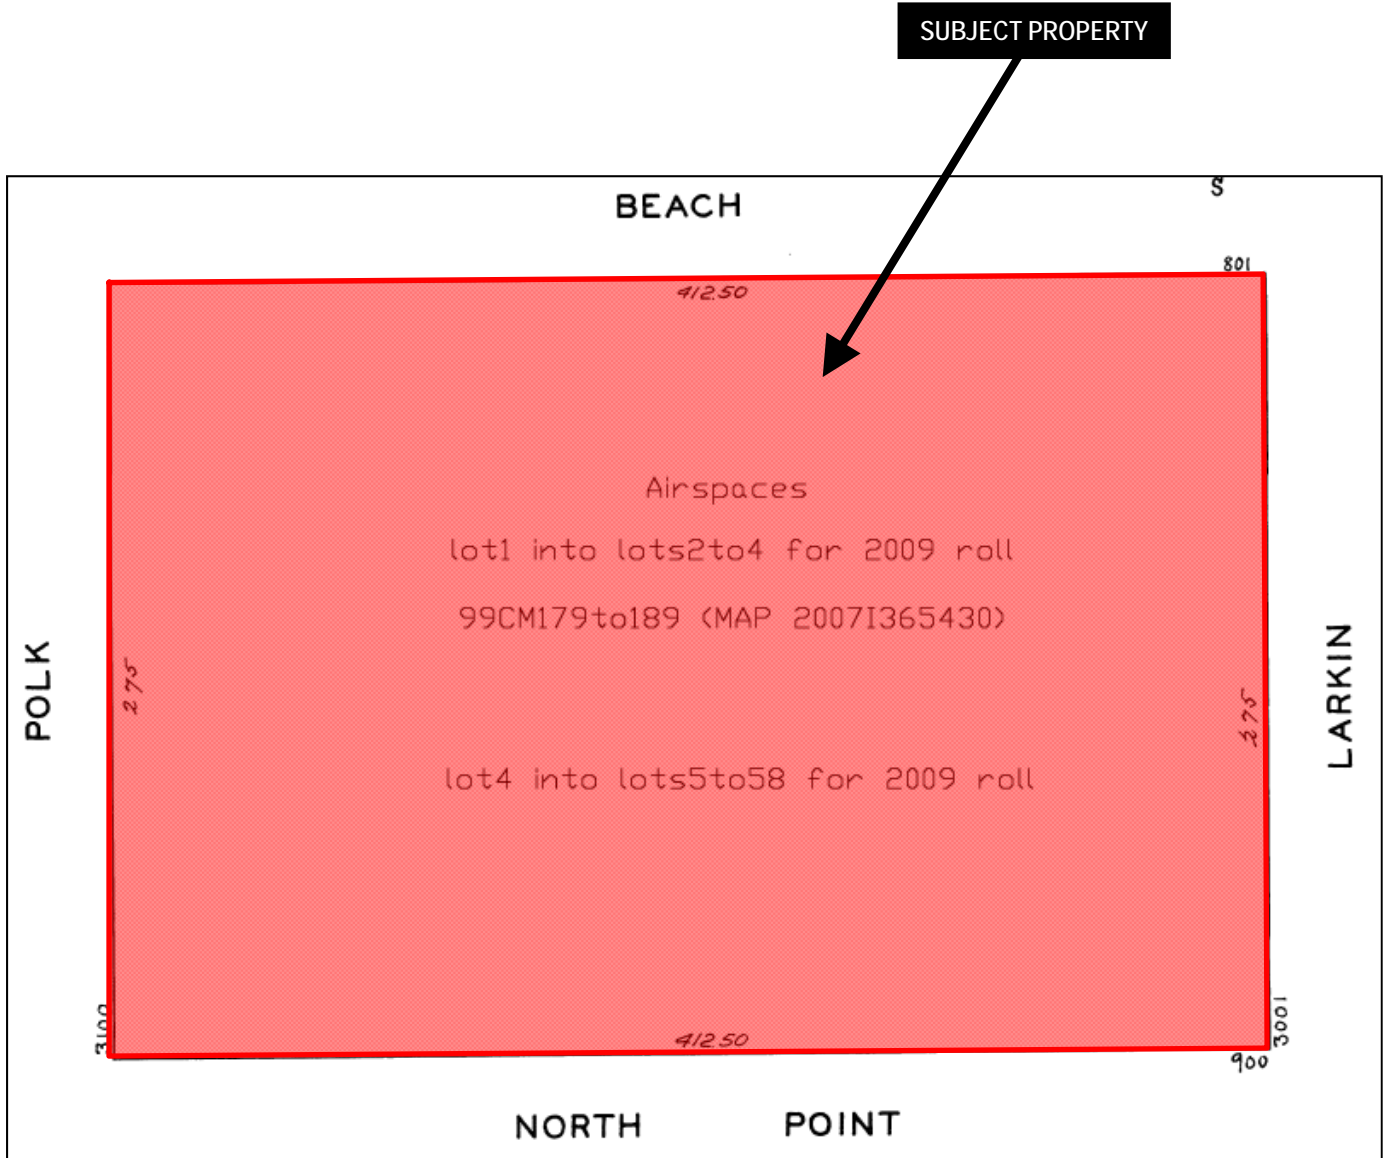 SUBJECT PROPERTY
S
BEACH
801
412.50
Airspaces
lot1 into lots2to4 for 2009 roll
99CM179to189 (MAP 2007I365430)
POLK
275
275
LARKIN
lot4 into lots5to58 for 2009 roll
3100
3001
412.50
900
NORTH POINT